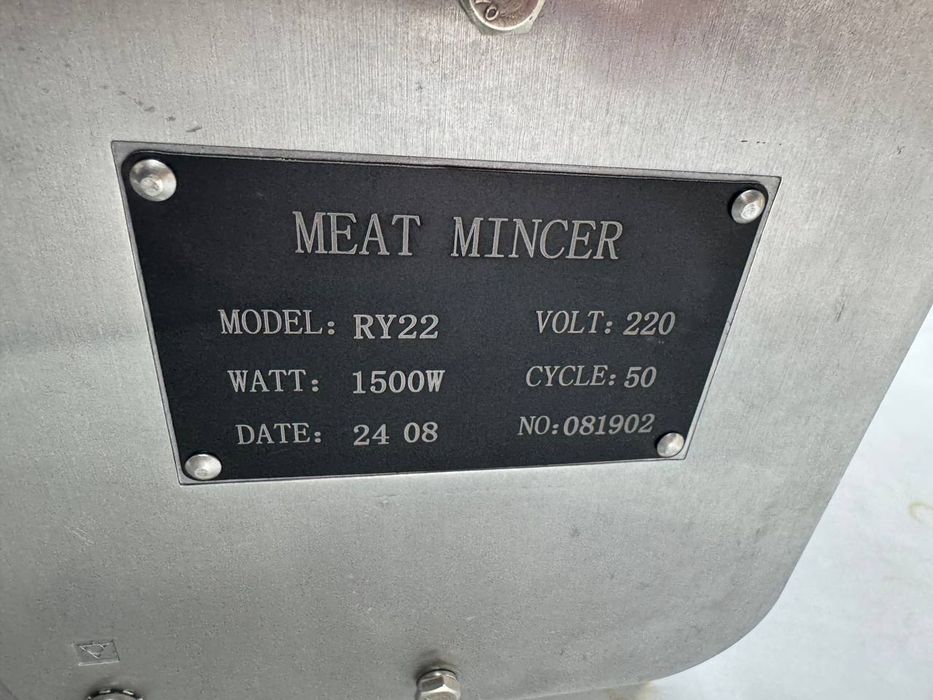 MEAT MINCER
MODEL: RY22 VOLT: 220
WATT: 1500W CYCLE: 50
DATE: 24 08 NO: 081902